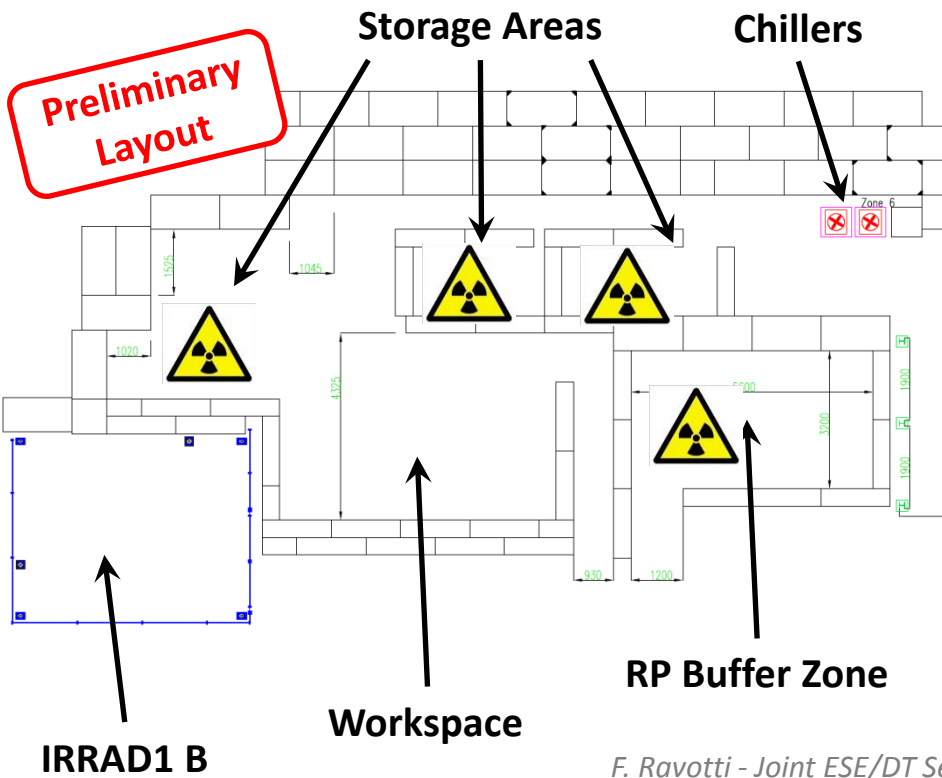 Storage Areas
Chillers
Preliminary
Layout
Zone 6
1525
1045
1020
4325
3200
1900
1900
930
1200
RP Buffer Zone
Workspace
IRRAD1 B
F. Ravotti - Joint ESE/DT Se